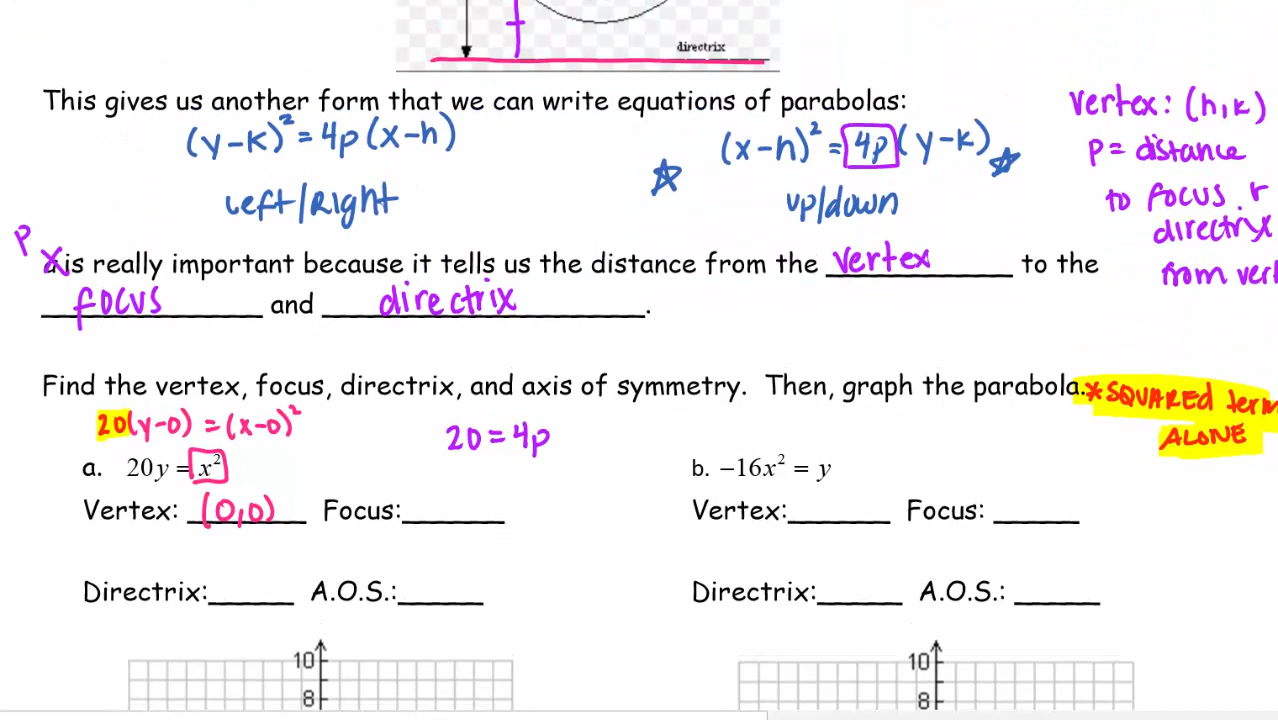 directrix
This gives us another form that we can write equations of parabolas:
(y-k)² = 4p(x-h)
(x-h)² = 4p(y-k)
Left/Right
up/down
Vertex: (h,k)
p = distance
to focus
directrix
from vert
p
is really important because it tells us the distance from the vertex to the
focus and directrix.
Find the vertex, focus, directrix, and axis of symmetry. Then, graph the parabola.
*SQUARED term
ALONE
20(y-0) = (x-0)²
20 = 4p
a. 20y = x²
b. −16x² = y
Vertex: (0,0) Focus:
Vertex: Focus:
Directrix: A.O.S.:
Directrix: A.O.S.:
10
8
10
8